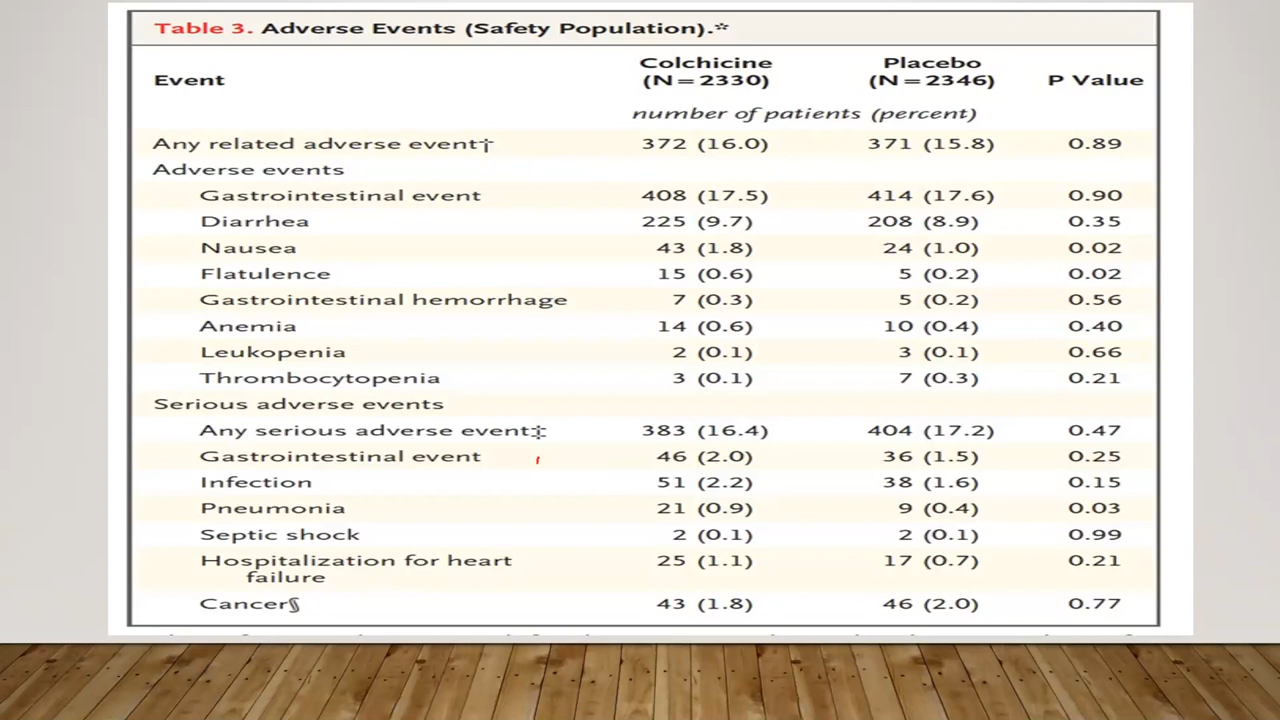 Table 3. Adverse Events (Safety Population).*
Event Colchicine (N=2330) Placebo (N=2346) P Value
number of patients (percent)
Any related adverse event† 372 (16.0) 371 (15.8) 0.89
Adverse events
Gastrointestinal event 408 (17.5) 414 (17.6) 0.90
Diarrhea 225 (9.7) 208 (8.9) 0.35
Nausea 43 (1.8) 24 (1.0) 0.02
Flatulence 15 (0.6) 5 (0.2) 0.02
Gastrointestinal hemorrhage 7 (0.3) 5 (0.2) 0.56
Anemia 14 (0.6) 10 (0.4) 0.40
Leukopenia 2 (0.1) 3 (0.1) 0.66
Thrombocytopenia 3 (0.1) 7 (0.3) 0.21
Serious adverse events
Any serious adverse event‡ 383 (16.4) 404 (17.2) 0.47
Gastrointestinal event 46 (2.0) 36 (1.5) 0.25
Infection 51 (2.2) 38 (1.6) 0.15
Pneumonia 21 (0.9) 9 (0.4) 0.03
Septic shock 2 (0.1) 2 (0.1) 0.99
Hospitalization for heart 25 (1.1) 17 (0.7) 0.21
failure
Cancer§ 43 (1.8) 46 (2.0) 0.77